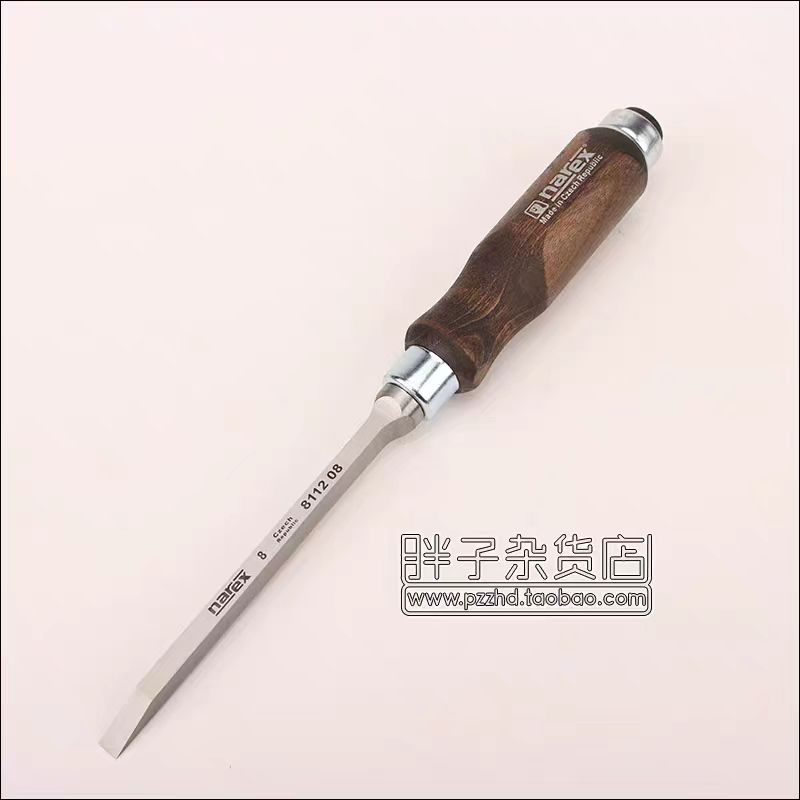 narex®
Made in Czech Republic
narex
8
Czech
Republic
8112 08
胖子杂货店
www.pzzhd.taobao.com